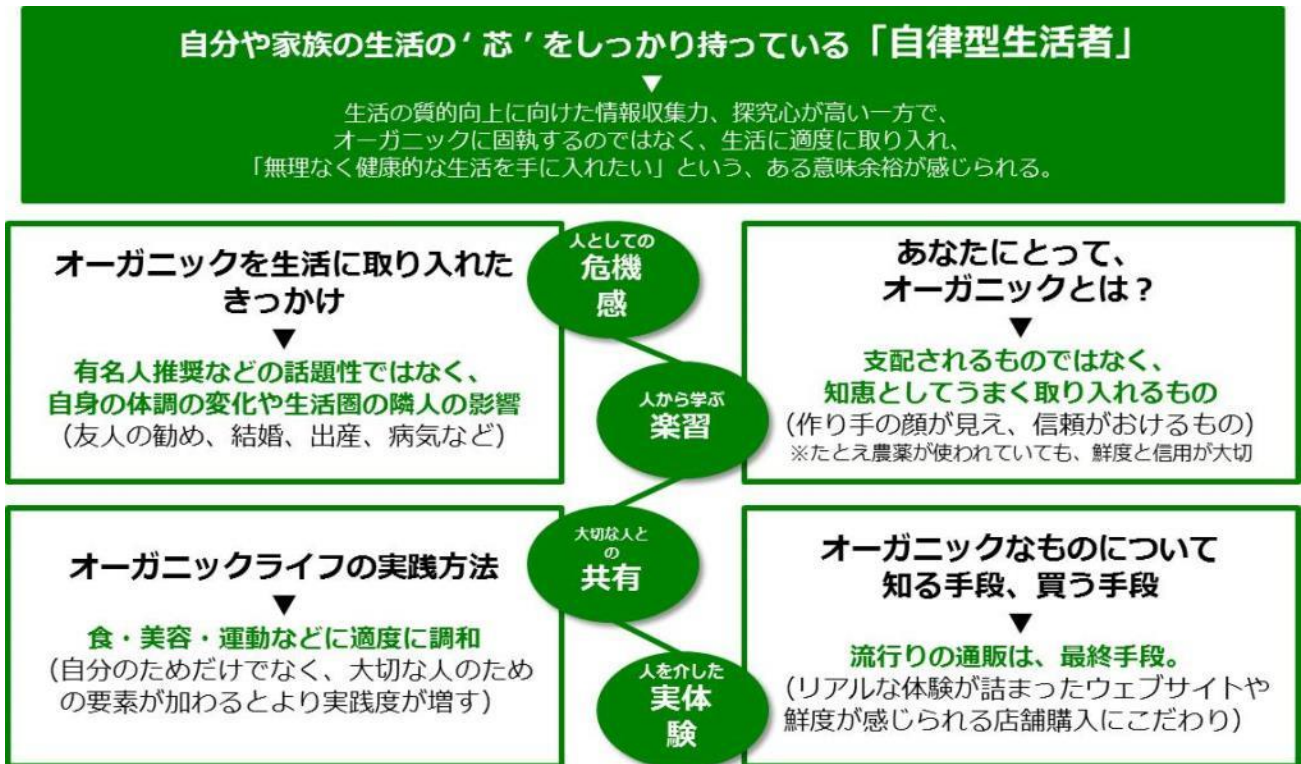 自分や家族の生活の‘芯’をしっかり持っている「自律型生活者」
▼
生活の質的向上に向けた情報収集力、探究心が高い一方で、
オーガニックに固執するのではなく、生活に適度に取り入れ、
「無理なく健康的な生活を手に入れたい」という、ある意味余裕が感じられる。
オーガニックを生活に取り入れた
きっかけ
▼
有名人推奨などの話題性ではなく、
自身の体調の変化や生活圏の隣人の影響
（友人の勧め、結婚、出産、病気など）
人としての
危機
感
あなたにとって、
オーガニックとは？
▼
支配されるものではなく、
知恵としてうまく取り入れるもの
（作り手の顔が見え、信頼がおけるもの）
※たとえ農薬が使われていても、鮮度と信用が大切
人から学ぶ
楽習
オーガニックライフの実践方法
▼
食・美容・運動などに適度に調和
（自分のためだけでなく、大切な人のため
の要素が加わるとより実践度が増す）
大切な人と
の
共有
オーガニックなものについて
知る手段、買う手段
▼
流行りの通販は、最終手段。
（リアルな体験が詰まったウェブサイトや
鮮度が感じられる店舗購入にこだわり）
人を介した
実体
験